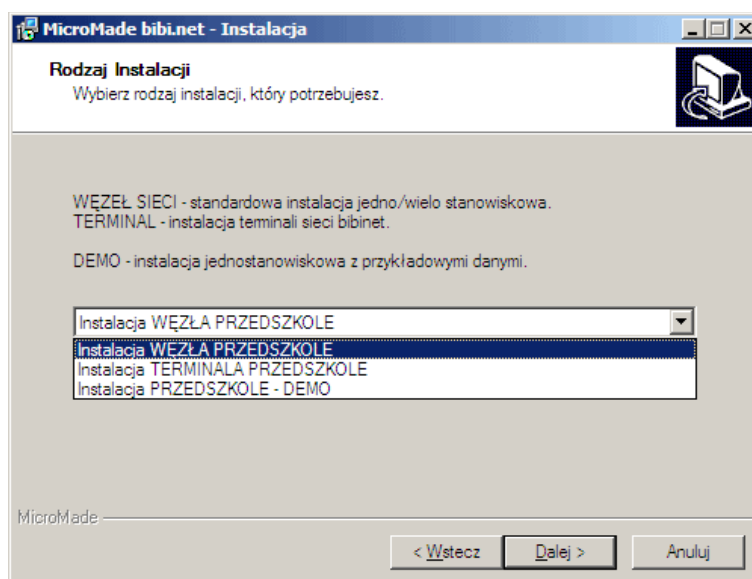 MicroMade bibi.net - Instalacja
Rodzaj Instalacji
Wybierz rodzaj instalacji, który potrzebujesz.
WĘZEŁ SIECI - standardowa instalacja jedno/wielo stanowiskowa.
TERMINAL - instalacja terminali sieci bibinet.
DEMO - instalacja jednostanowiskowa z przykładowymi danymi.
Instalacja WĘZŁA PRZEDSZKOLE
Instalacja WĘZŁA PRZEDSZKOLE
Instalacja TERMINALA PRZEDSZKOLE
Instalacja PRZEDSZKOLE - DEMO
MicroMade
< Wstecz Dalej > Anuluj